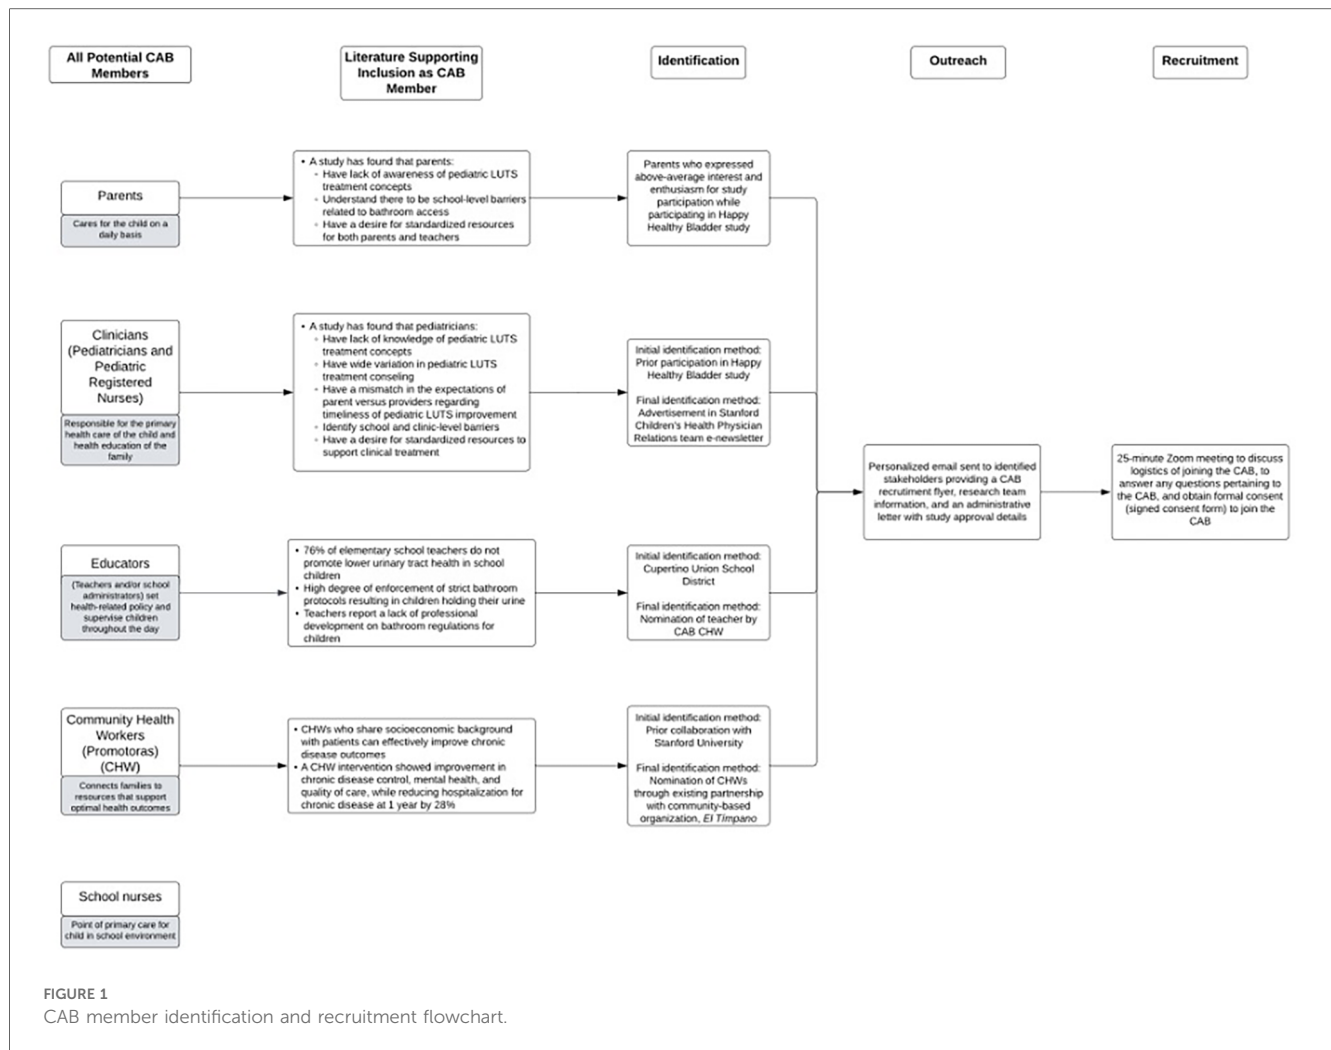 All Potential CAB
Members
Literature Supporting
Inclusion as CAB
Member
Identification
Outreach
Recruitment
Parents
Cares for the child on a
daily basis
• A study has found that parents:
◦ Have lack of awareness of pediatric LUTS
treatment concepts
◦ Understand there to be school-level barriers
related to bathroom access
◦ Have a desire for standardized resources
for both parents and teachers
Parents who expressed
above-average interest and
enthusiasm for study
participation while
participating in Happy
Healthy Bladder study
Clinicians
(Pediatricians and
Pediatric
Registered
Nurses)
Responsible for the primary
health care of the child and
health education of the
family
• A study has found that pediatricians:
◦ Have lack of knowledge of pediatric LUTS
treatment concepts
◦ Have wide variation in pediatric LUTS
treatment conseling
◦ Have a mismatch in the expectations of
parent versus providers regarding
timeliness of pediatric LUTS improvement
◦ Identify school and clinic-level barriers
◦ Have a desire for standardized resources to
support clinical treatment
Initial identification method:
Prior participation in Happy
Healthy Bladder study
Final identification method:
Advertisement in Stanford
Children's Health Physician
Relations team e-newsletter
Personalized email sent to identified
stakeholders providing a CAB
recrutiment flyer, research team
information, and an administrative
letter with study approval details
25-minute Zoom meeting to discuss
logistics of joining the CAB, to
answer any questions pertaining to
the CAB, and obtain formal consent
(signed consent form) to join the
CAB
Educators
(Teachers and/or school
administrators) set
health-related policy and
supervise children
throughout the day
• 76% of elementary school teachers do not
promote lower urinary tract health in school
children
• High degree of enforcement of strict bathroom
protocols resulting in children holding their urine
• Teachers report a lack of professional
development on bathroom regulations for
children
Initial identification method:
Cupertino Union School
District
Final identification method:
Nomination of teacher by
CAB CHW
Community Health
Workers
(Promotoras)
(CHW)
Connects families to
resources that support
optimal health outcomes
• CHWs who share socioeconomic background
with patients can effectively improve chronic
disease outcomes
• A CHW intervention showed improvement in
chronic disease control, mental health, and
quality of care, while reducing hospitalization for
chronic disease at 1 year by 28%
Initial identification method:
Prior collaboration with
Stanford University
Final identification method:
Nomination of CHWs
through existing partnership
with community-based
organization, El Tímpano
School nurses
Point of primary care for
child in school environment
FIGURE 1
CAB member identification and recruitment flowchart.